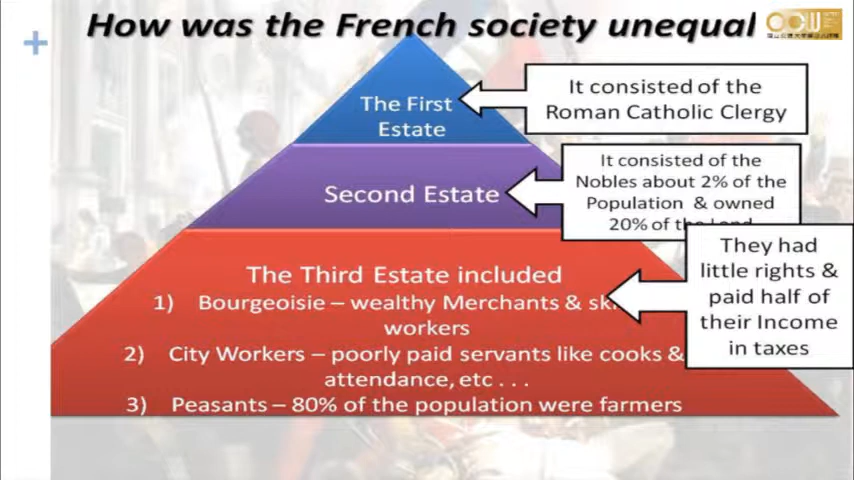 How was the French society unequal
The First
Estate
It consisted of the
Roman Catholic Clergy
Second Estate
It consisted of the
Nobles about 2% of the
Population & owned
20% of the
The Third Estate included
1) Bourgeoisie – wealthy Merchants &
workers
2) City Workers – poorly paid servants like cooks &
attendance, etc . . .
3) Peasants – 80% of the population were farmers
They had
little rights &
paid half of
their Income
in taxes